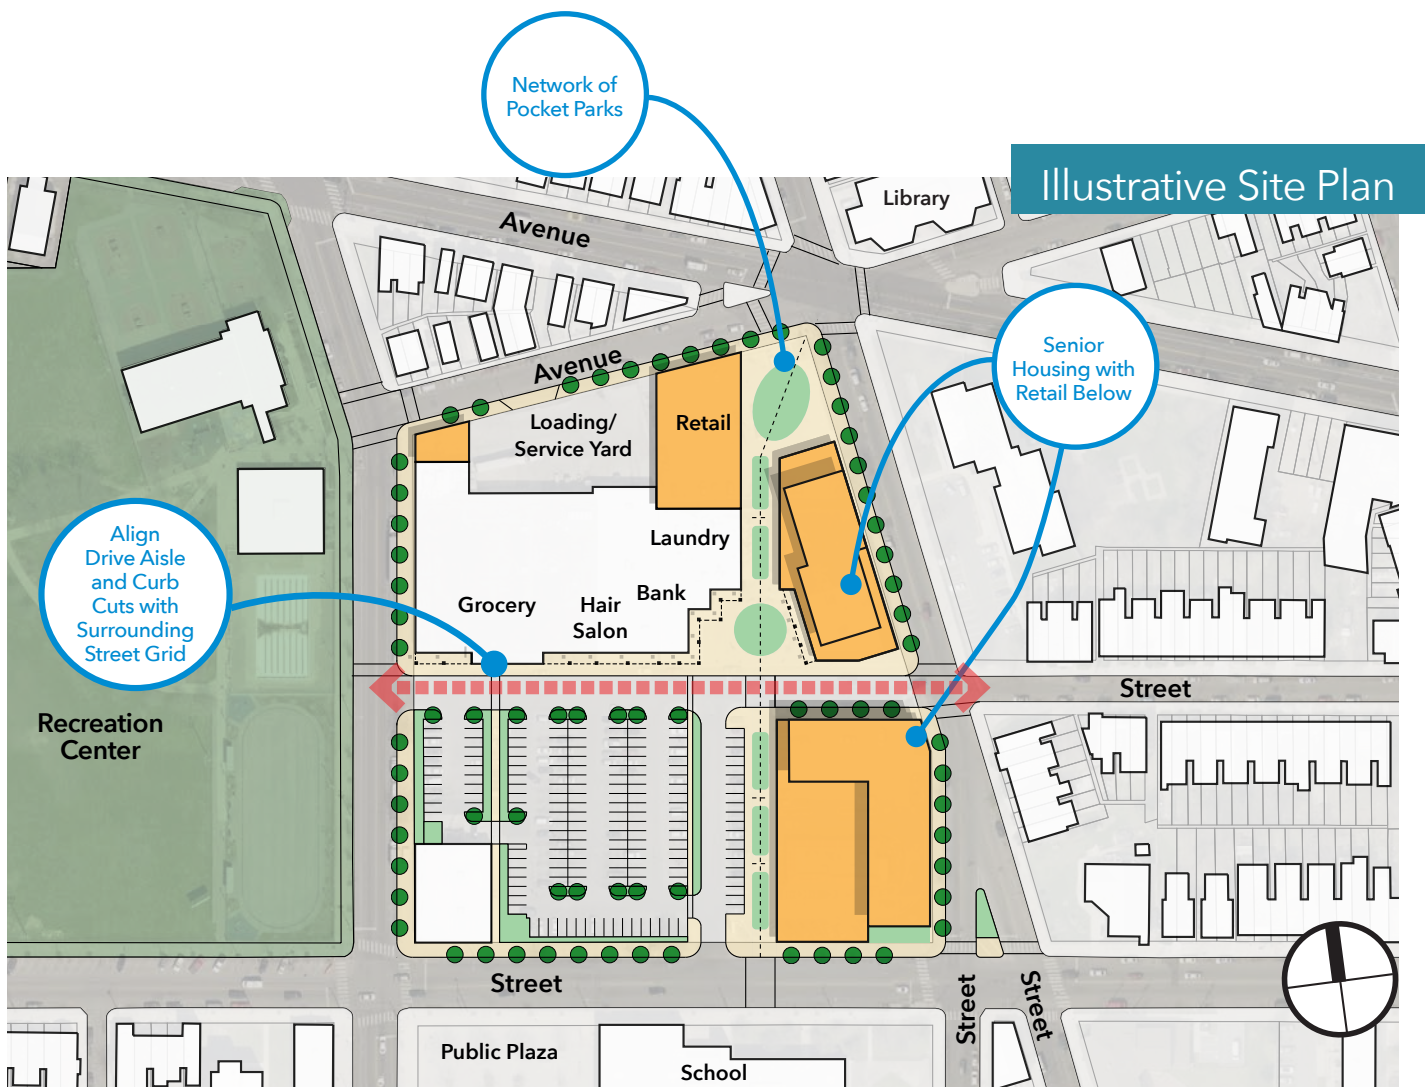 Network of
Pocket Parks
Illustrative Site Plan
Library
Avenue
Avenue
Senior
Housing with
Retail Below
Loading/
Service Yard
Retail
Align
Drive Aisle
and Curb
Cuts with
Surrounding
Street Grid
Laundry
Bank
Grocery
Hair
Salon
Street
Recreation
Center
Street
Street
Street
Public Plaza
School